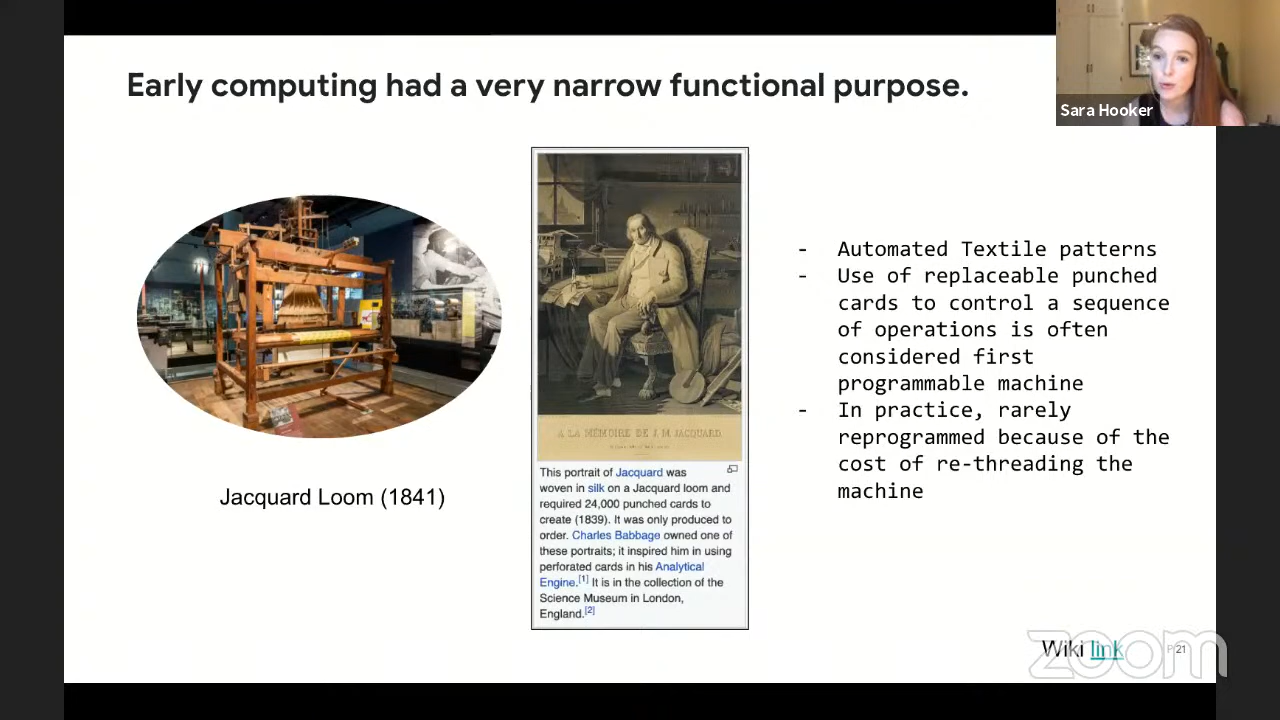 Early computing had a very narrow functional purpose.
Sara Hooker
Jacquard Loom (1841)
A LA MÉMOIRE DE J. M. JACQUARD.
This portrait of Jacquard was
woven in silk on a Jacquard loom and
required 24,000 punched cards to
create (1839). It was only produced to
order. Charles Babbage owned one of
these portraits; it inspired him in using
perforated cards in his Analytical
Engine.[1] It is in the collection of the
Science Museum in London,
England.[2]
- Automated Textile patterns
- Use of replaceable punched
cards to control a sequence
of operations is often
considered first
programmable machine
- In practice, rarely
reprogrammed because of the
cost of re-threading the
machine
Wiki link
P 21
zoom